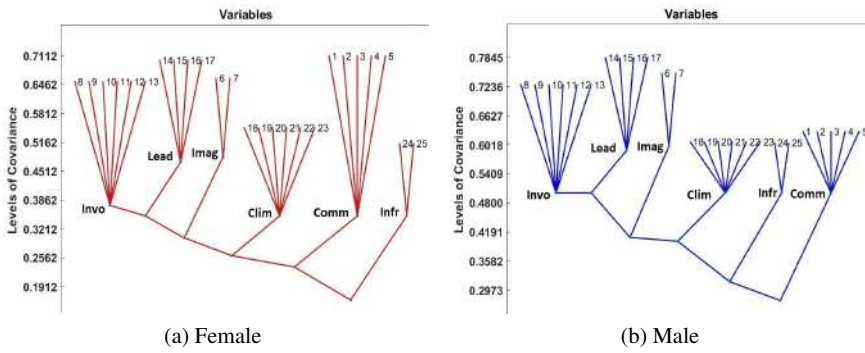 Variables
0.7112
0.6462
0.5812
0.5162
0.4512
0.3862
0.3212
0.2562
0.1912
Levels of Covariance
8 9 10 11 12 13
14 15 16 17
6 7
18 19 20 21 22 23
1 2 3 4 5
24 25
Invo
Lead
Imag
Clim
Comm
Infr
(a) Female
Variables
0.7845
0.7236
0.6627
0.6018
0.5409
0.4800
0.4191
0.3582
0.2973
Levels of Covariance
8 9 10 11 12 13
14 15 16 17
6 7
18 19 20 21 22 23
24 25
1 2 3 4 5
Invo
Lead
Imag
Clim
Infr
Comm
(b) Male